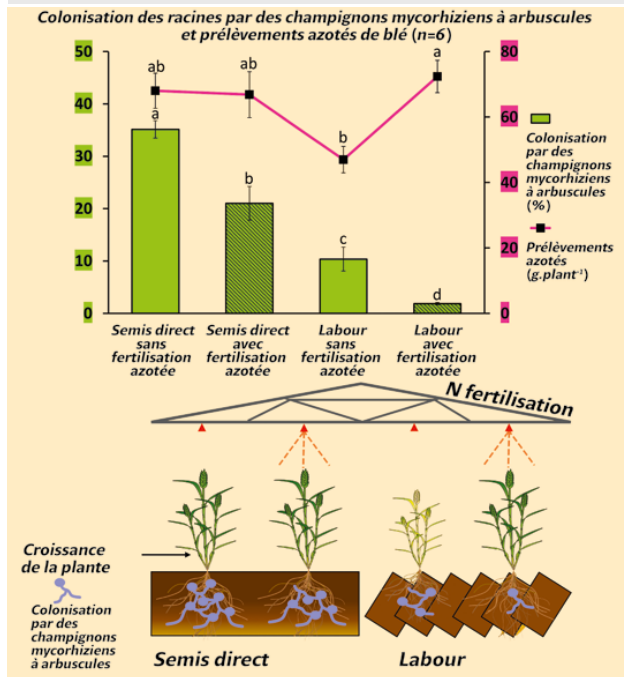 Colonisation des racines par des champignons mycorhiziens à arbuscules
et prélèvements azotés de blé (n=6)
50
40
30
20
10
0
ab
a
ab
b
b
c
a
d
80
60
40
20
0
Colonisation
par des
champignons
mycorhiziens
à arbuscules
(%)
Prélèvements
azotés
(g.plant⁻¹)
Semis direct
sans
fertilisation
azotée
Semis direct
avec
fertilisation
azotée
Labour
sans
fertilisation
azotée
Labour
avec
fertilisation
azotée
N fertilisation
Croissance
de la plante
Colonisation
par des
champignons
mycorhiziens
à arbuscules
Semis direct
Labour